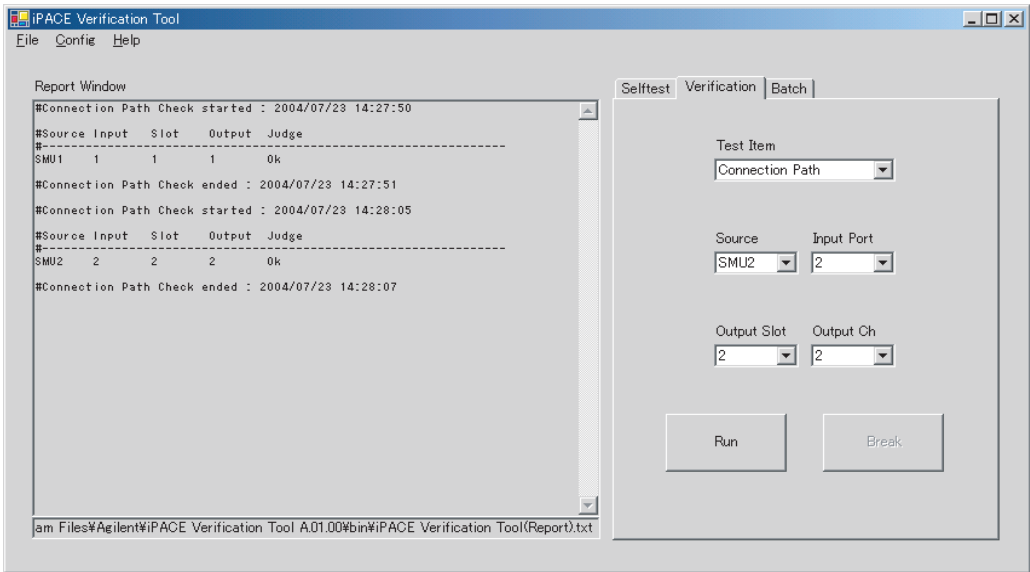 iPACE Verification Tool
File Config Help
Report Window
#Connection Path Check started : 2004/07/23 14:27:50
#Source Input Slot Output Judge
#------------------------------------------------
SMU1 1 1 1 Ok
#Connection Path Check ended : 2004/07/23 14:27:51
#Connection Path Check started : 2004/07/23 14:28:05
#Source Input Slot Output Judge
#------------------------------------------------
SMU2 2 2 2 Ok
#Connection Path Check ended : 2004/07/23 14:28:07
am Files¥Agilent¥iPACE Verification Tool A.01.00¥bin¥iPACE Verification Tool(Report).txt
Selftest Verification Batch
Test Item
Connection Path
Source Input Port
SMU2 2
Output Slot Output Ch
2 2
Run Break